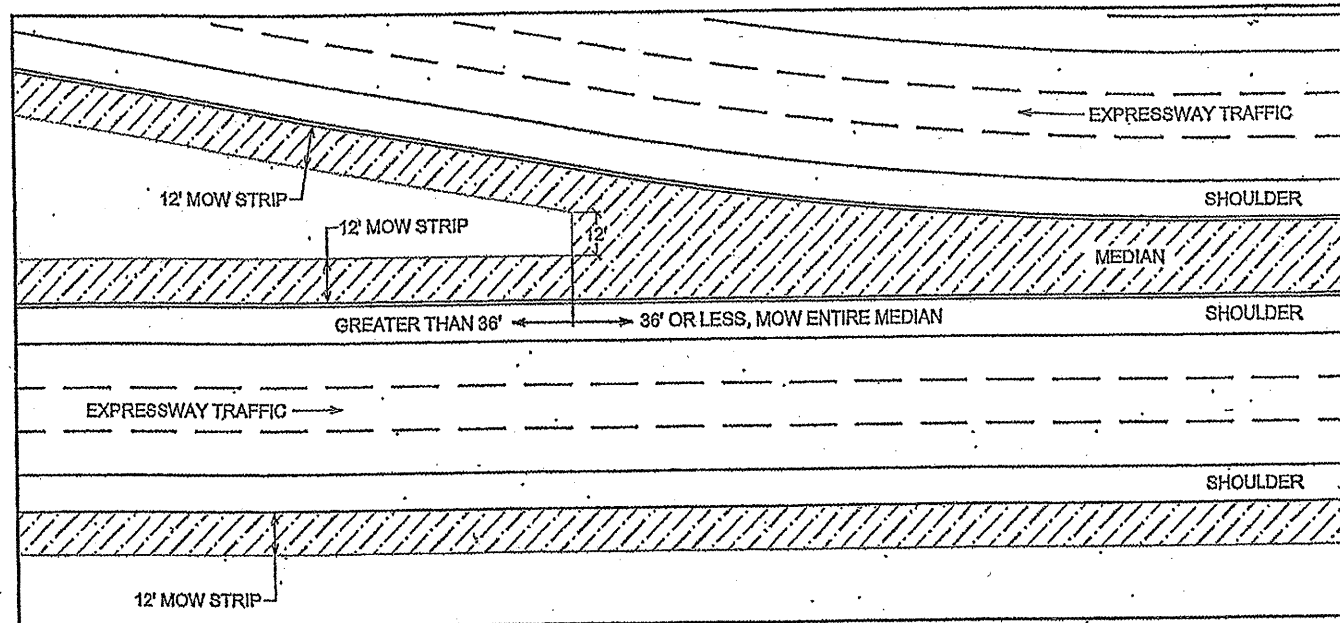 ← EXPRESSWAY TRAFFIC
SHOULDER
12' MOW STRIP
12' MOW STRIP
12'
MEDIAN
GREATER THAN 36' ←→ 36' OR LESS, MOW ENTIRE MEDIAN
SHOULDER
EXPRESSWAY TRAFFIC →
SHOULDER
12' MOW STRIP